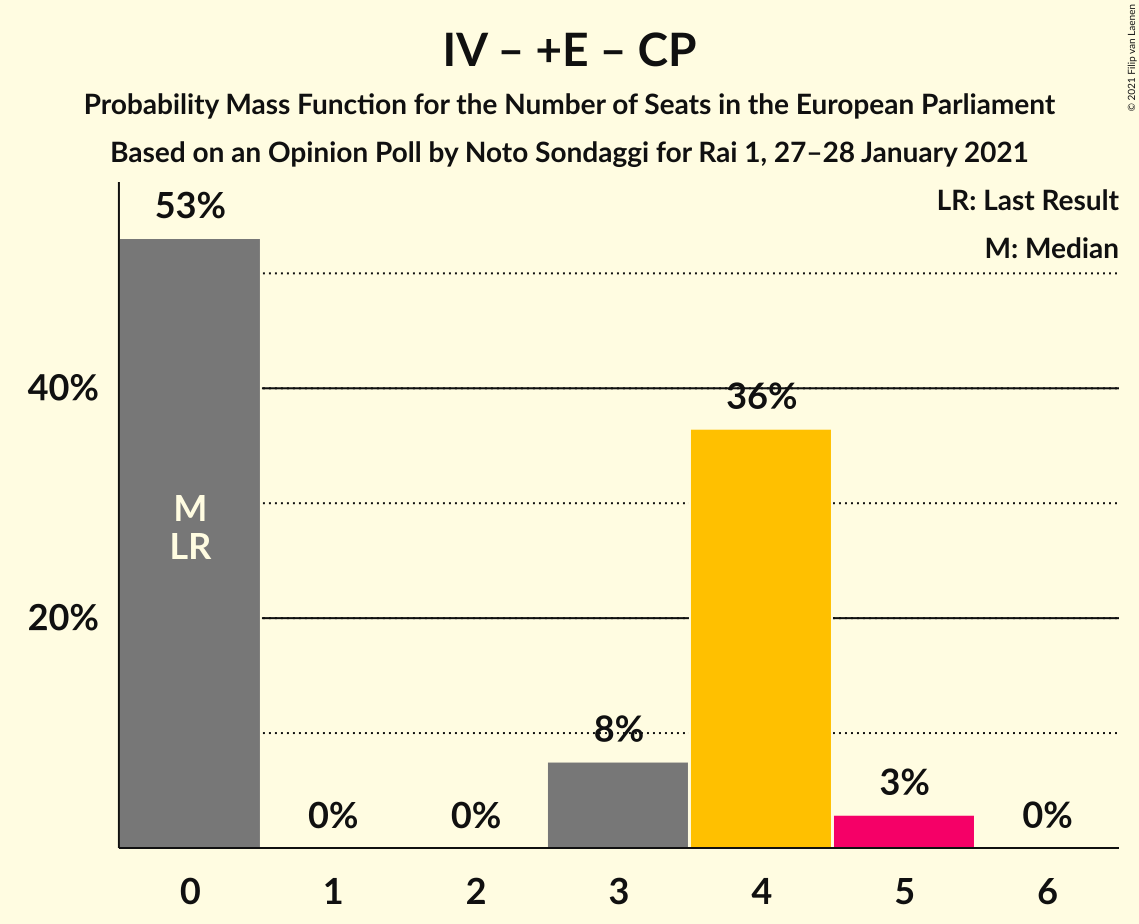 IV – +E – CP
Probability Mass Function for the Number of Seats in the European Parliament
Based on an Opinion Poll by Noto Sondaggi for Rai 1, 27–28 January 2021
© 2021 Filip van Laenen
LR: Last Result
M: Median
53%
40%
36%
M
LR
20%
8%
3%
0%
0%
0%
0
1
2
3
4
5
6